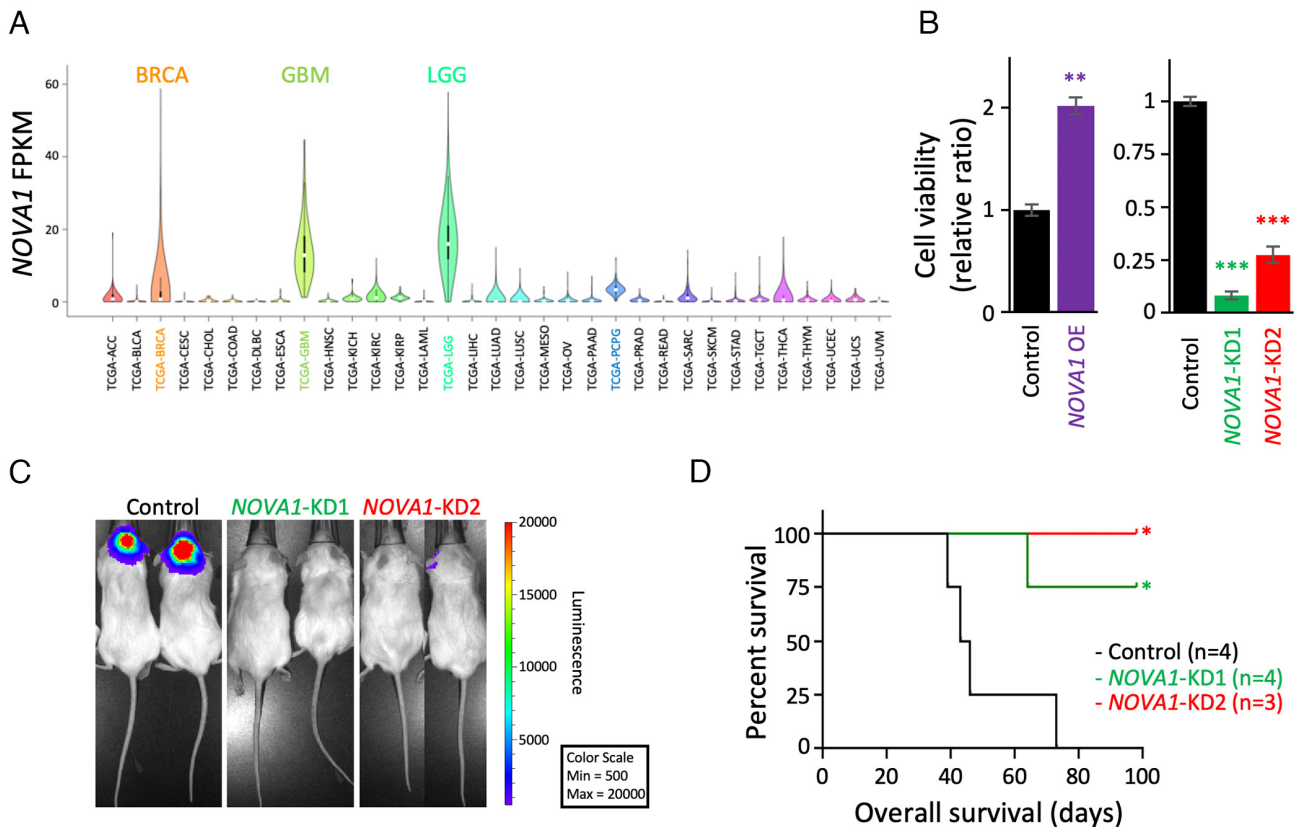 A
NOVA1 FPKM
60
40
20
0
BRCA
GBM
LGG
TCGA-ACC
TCGA-BLCA
TCGA-BRCA
TCGA-CESC
TCGA-CHOL
TCGA-COAD
TCGA-DLBC
TCGA-ESCA
TCGA-GBM
TCGA-HNSC
TCGA-KICH
TCGA-KIRC
TCGA-KIRP
TCGA-LAML
TCGA-LGG
TCGA-LIHC
TCGA-LUAD
TCGA-LUSC
TCGA-MESO
TCGA-OV
TCGA-PAAD
TCGA-PCPG
TCGA-PRAD
TCGA-READ
TCGA-SARC
TCGA-SKCM
TCGA-STAD
TCGA-TGCT
TCGA-THCA
TCGA-THYM
TCGA-UCEC
TCGA-UCS
TCGA-UVM
B
Cell viability
(relative ratio)
2
1
0
**
Control
NOVA1 OE
1
0.75
0.5
0.25
0
***
***
Control
NOVA1-KD1
NOVA1-KD2
C
Control
NOVA1-KD1
NOVA1-KD2
20000
15000
10000
5000
Luminescence
Color Scale
Min = 500
Max = 20000
D
Percent survival
100
75
50
25
0
*
*
- Control (n=4)
- NOVA1-KD1 (n=4)
- NOVA1-KD2 (n=3)
0 20 40 60 80 100
Overall survival (days)